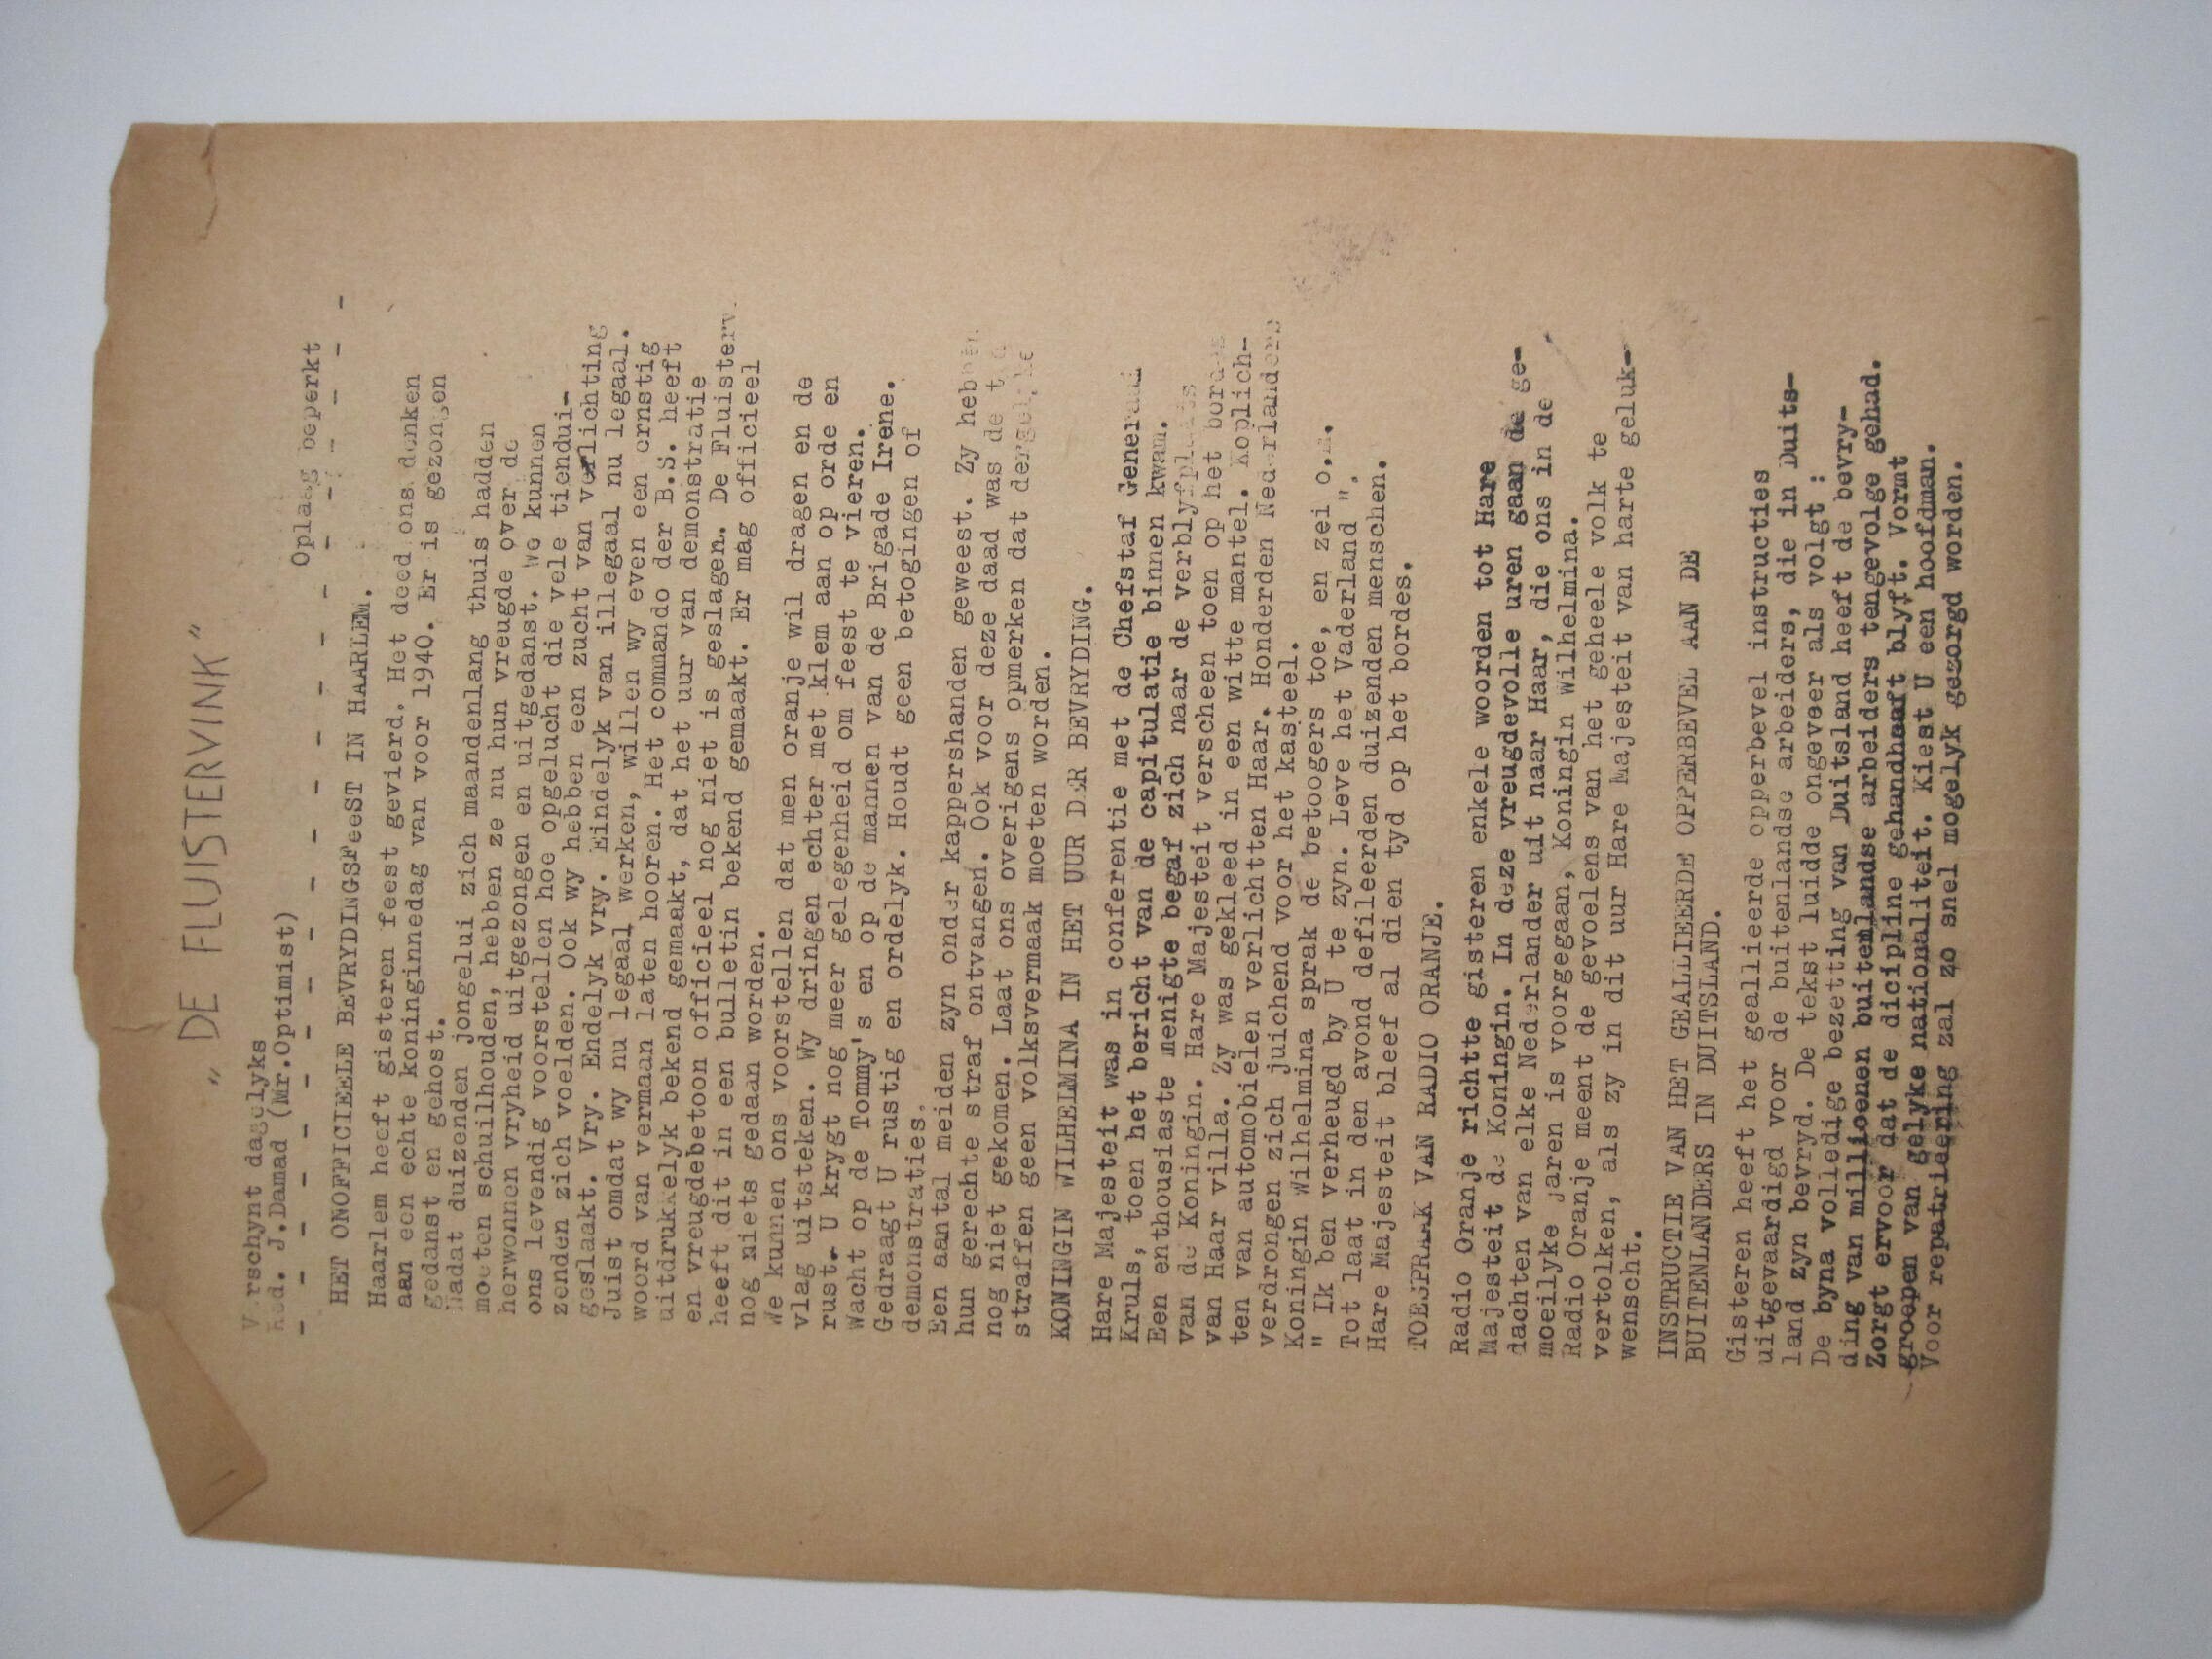 " DE FLUISTERVINK "
V.rschynt dagelyks
Red. J.Damad (Mr.Optimist) Oplaag beperkt
- - - - - - - - - - - - - - - - - -
HET ONOFFICIEELE BEVRYDINGSFeeST IN HAARLEM.
Haarlem heeft gisteren feest gevierd. Het deed ons denken
aan een echte koninginnedag van voor 1940. Er is gezongen
gedanst en gehost.
Nadat duizenden jongelui zich maandenlang thuis hadden
moeten schuilhouden, hebben ze nu hun vreugde over de
herwonnen vryheid uitgezongen en uitgedanst. We kunnen
ons levendig voorstellen hoe opgelucht die vele tiendui-
zenden zich voelden. Ook wy hebben een zucht van verlichting
geslaakt. Vry. Endelyk vry. Eindelyk van illegaal nu legaal.
Juist omdat wy nu legaal werken, willen wy even een ernstig
woord van vermaan laten hooren. Het commando der B.S. heeft
uitdrukkelyk bekend gemaakt, dat het uur van demonstratie
en vreugdebetoon officieel nog niet is geslagen. De Fluisterv.
heeft dit in een bulletin bekend gemaakt. Er mag officieel
nog niets gedaan worden.
We kunnen ons voorstellen dat men oranje wil dragen en de
vlag uitsteken. Wy dringen echter met klem aan op orde en
rust. U krygt nog meer gelegenheid om feest te vieren.
Wacht op de Tommy's en op de mannen van de Brigade Irene.
Gedraagt U rustig en ordelyk. Houdt geen betogingen of
demonstraties.
Een aantal meiden zyn onder kappershanden geweest. Zy hebben
hun gerechte straf ontvangen. Ook voor deze daad was de
nog niet gekomen. Laat ons overigens opmerken dat
straffen geen volksvermaak moeten worden.
KONINGIN WILHELMINA IN HET UUR DER BEVRYDING.
Hare Majesteit was in conferentie met de Chefstaf Generaal
Kruls, toen het bericht van de capitulatie binnen kwam.
Een enthousiaste menigte begaf zich naar de verblyfplaats
van de Koningin. Hare Majesteit verscheen toen op het bordes
van Haar villa. Zy was gekleed in een witte mantel. Koplich-
ten van automobielen verlichtten Haar. Honderden Nederlanders
verdrongen zich juichend voor het kasteel.
Koningin Wilhelmina sprak de betoogers toe, en zei o,m.
" Ik ben verheugd by U te zyn. Leve het Vaderland ".
Tot laat in den avond defileerden duizenden menschen.
Hare Majesteit bleef al dien tyd op het bordes.
TOESPRAAK VAN RADIO ORANJE.
Radio Oranje richtte gisteren enkele woorden tot Hare
Majesteit de Koningin. In deze vreugdevolle uren gaan de ge-
dachten van elke Nederlander uit naar Haar, die ons in de
moeilyke jaren is voorgegaan, Koningin Wilhelmina.
Radio Oranje meent de gevoelens van het geheele volk te
vertolken, als zy in dit uur Hare Majesteit van harte geluk-
wenscht.
INSTRUCTIE VAN HET GEALLIEERDE OPPERBEVEL AAN DE
BUITENLANDERS IN DUITSLAND.
Gisteren heeft het geallieerde opperbevel instructies
uitgevaardigd voor de buitenlandse arbeiders, die in Duits-
land zyn bevryd. De tekst luidde ongeveer als volgt :
De byna volledige bezetting van Duitsland heeft de bevry-
ding van millioenen buitenlandse arbeiders tengevolge gehad.
Zorgt ervoor dat de dicipline gehandhaaft blyft. Vormt
groepen van gelyke nationaliteit. Kiest U een hoofdman.
Voor repatrieering zal zo snel mogelyk gezorgd worden.